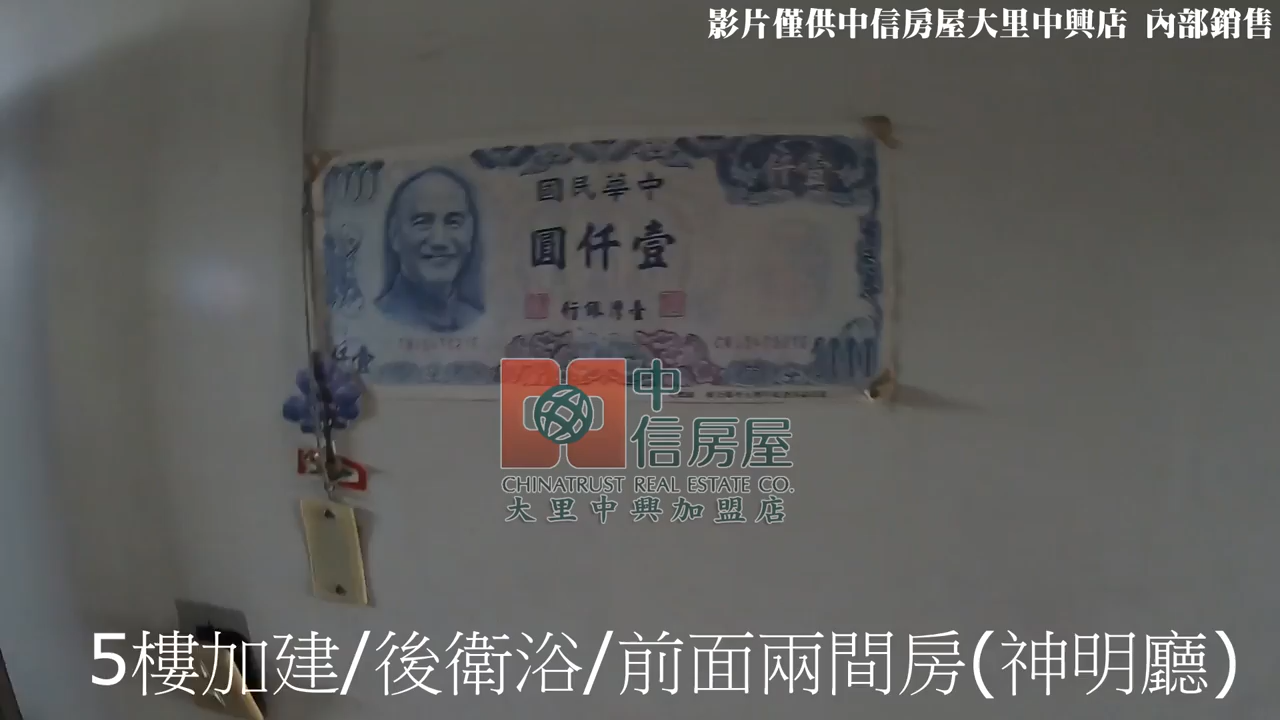 影片僅供中信房屋大里中興店 內部銷售
仟壹
國民華中
圓仟壹
行銀灣臺
中
信房屋
CHINATRUST REAL ESTATE CO.
大里中興加盟店
5樓加建/後衛浴/前面兩間房(神明廳)